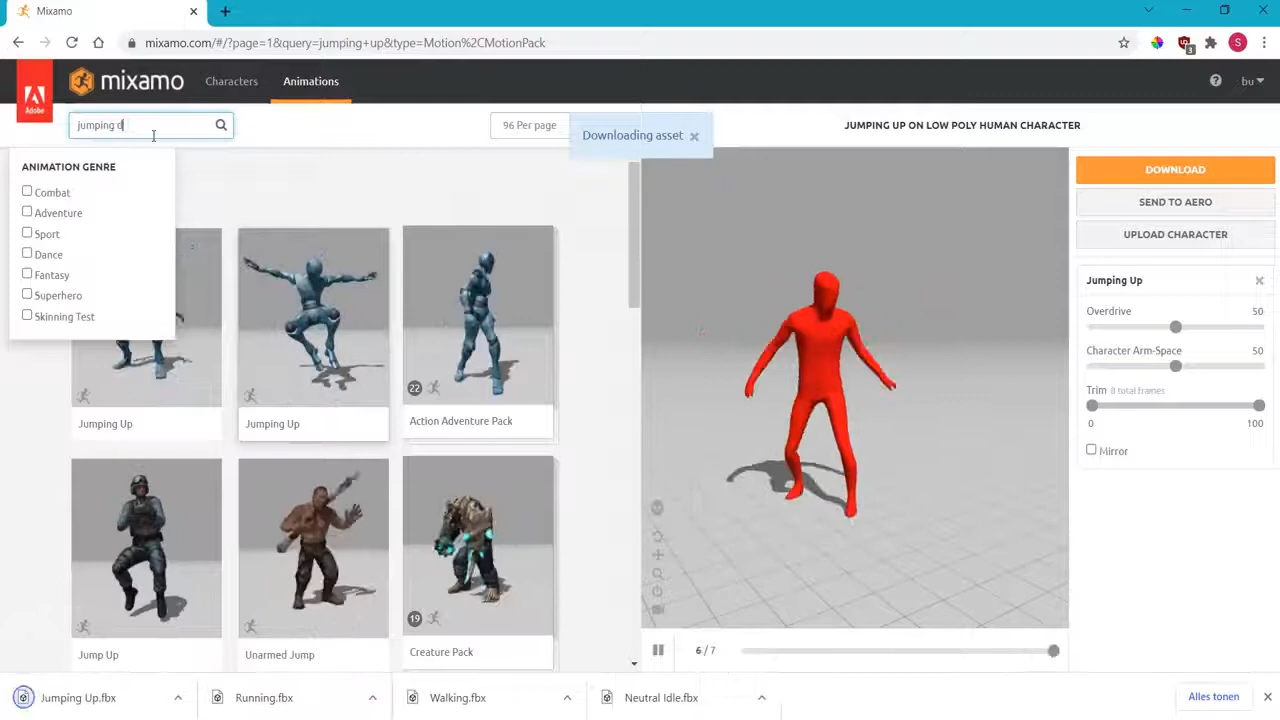 Mixamo
mixamo.com/#/?page=1&query=jumping+up&type=Motion%2CMotionPack
3
S
Adobe
mixamo
Characters
Animations
bu
jumping d
96 Per page
Downloading asset
JUMPING UP ON LOW POLY HUMAN CHARACTER
ANIMATION GENRE
Combat
Adventure
Sport
Dance
Fantasy
Superhero
Skinning Test
DOWNLOAD
SEND TO AERO
UPLOAD CHARACTER
Jumping Up
Overdrive 50
Character Arm-Space 50
Trim 8 total frames
0 100
Mirror
22
Jumping Up
Jumping Up
Action Adventure Pack
19
Jump Up
Unarmed Jump
Creature Pack
6 / 7
Jumping Up.fbx
Running.fbx
Walking.fbx
Neutral Idle.fbx
Alles tonen